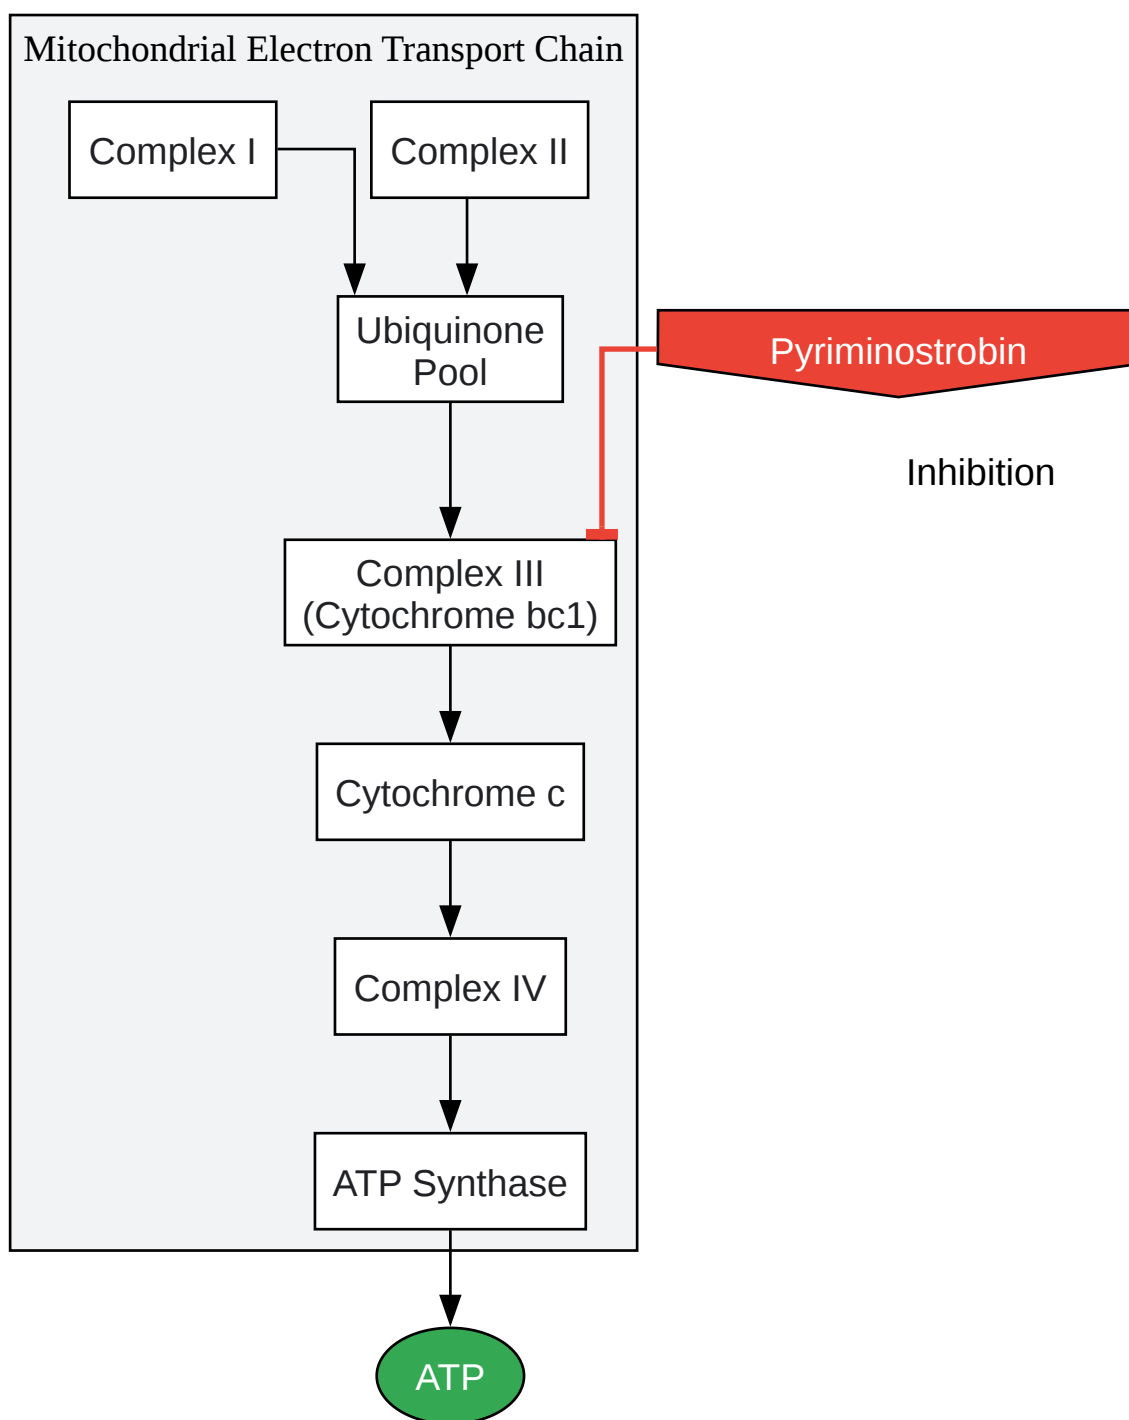 Mitochondrial Electron Transport Chain
Complex I
Complex II
Ubiquinone
Pool
Pyriminostrobin
Inhibition
Complex III
(Cytochrome bc1)
Cytochrome c
Complex IV
ATP Synthase
ATP